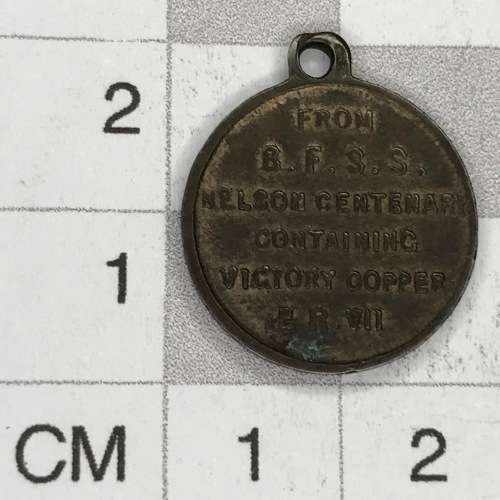 FROM
B.F.S.S.
NELSON CENTENARY
CONTAINING
VICTORY COPPER
E.R.VII
2
1
CM 1 2